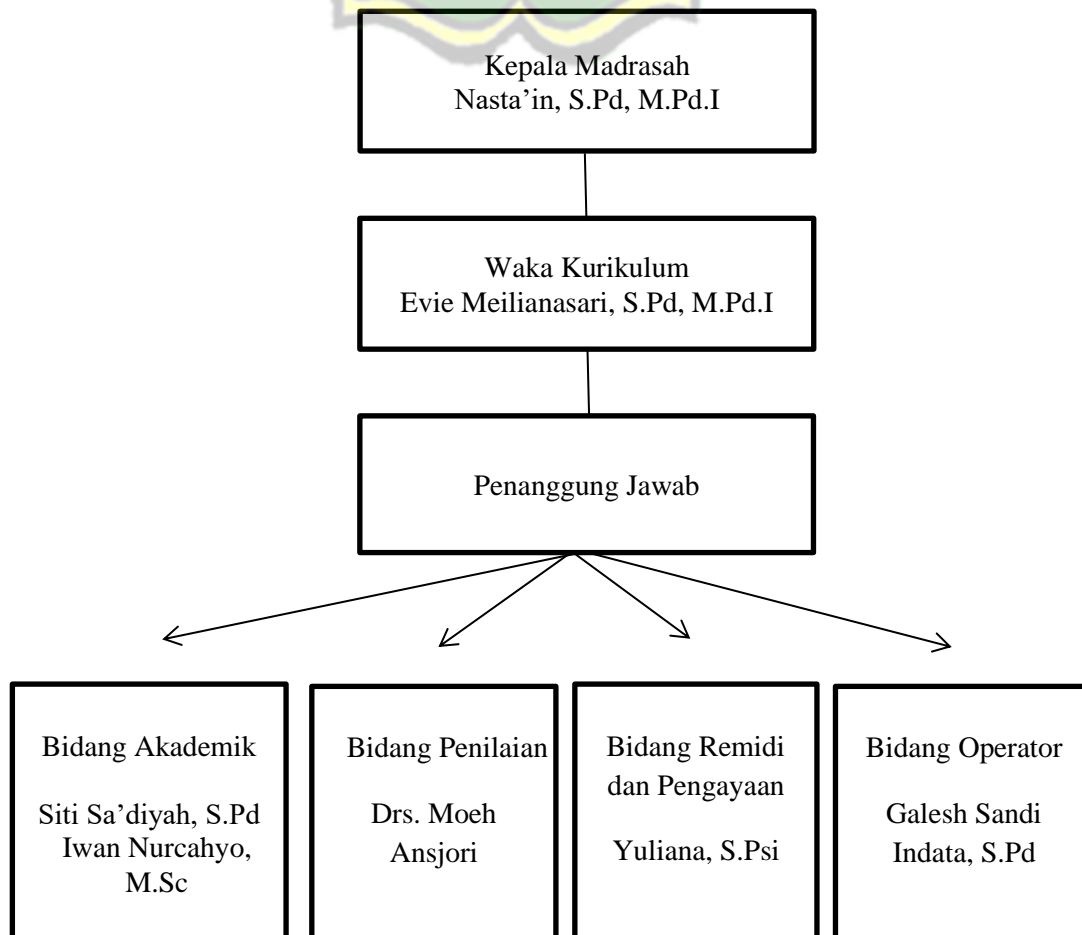 Kepala Madrasah
Nasta’in, S.Pd, M.Pd.I
Waka Kurikulum
Evie Meilianasari, S.Pd, M.Pd.I
Penanggung Jawab
Bidang Akademik
Siti Sa’diyah, S.Pd
Iwan Nurcahyo,
M.Sc
Bidang Penilaian
Drs. Moeh
Ansjori
Bidang Remidi
dan Pengayaan
Yuliana, S.Psi
Bidang Operator
Galesh Sandi
Indata, S.Pd